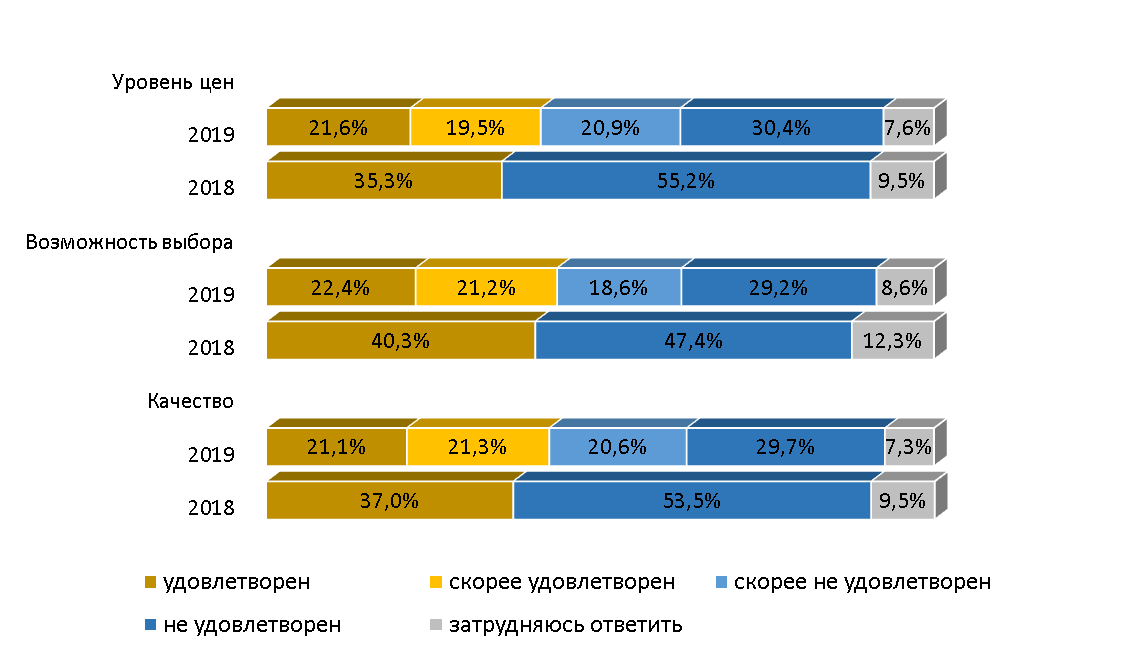 Уровень цен
2019 21,6% 19,5% 20,9% 30,4% 7,6%
2018 35,3% 55,2% 9,5%
Возможность выбора
2019 22,4% 21,2% 18,6% 29,2% 8,6%
2018 40,3% 47,4% 12,3%
Качество
2019 21,1% 21,3% 20,6% 29,7% 7,3%
2018 37,0% 53,5% 9,5%
удовлетворен скорее удовлетворен скорее не удовлетворен
не удовлетворен затрудняюсь ответить